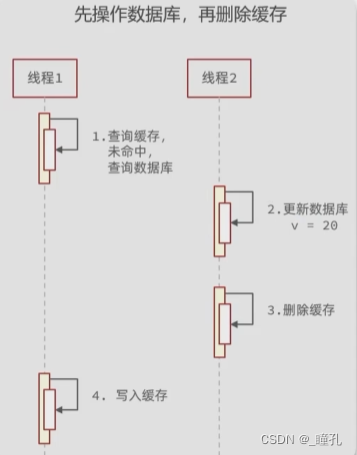 先操作数据库，再删除缓存
线程1
线程2
1.查询缓存，
未命中，
查询数据库
2.更新数据库
v = 20
3.删除缓存
4. 写入缓存
CSDN @_瞳孔